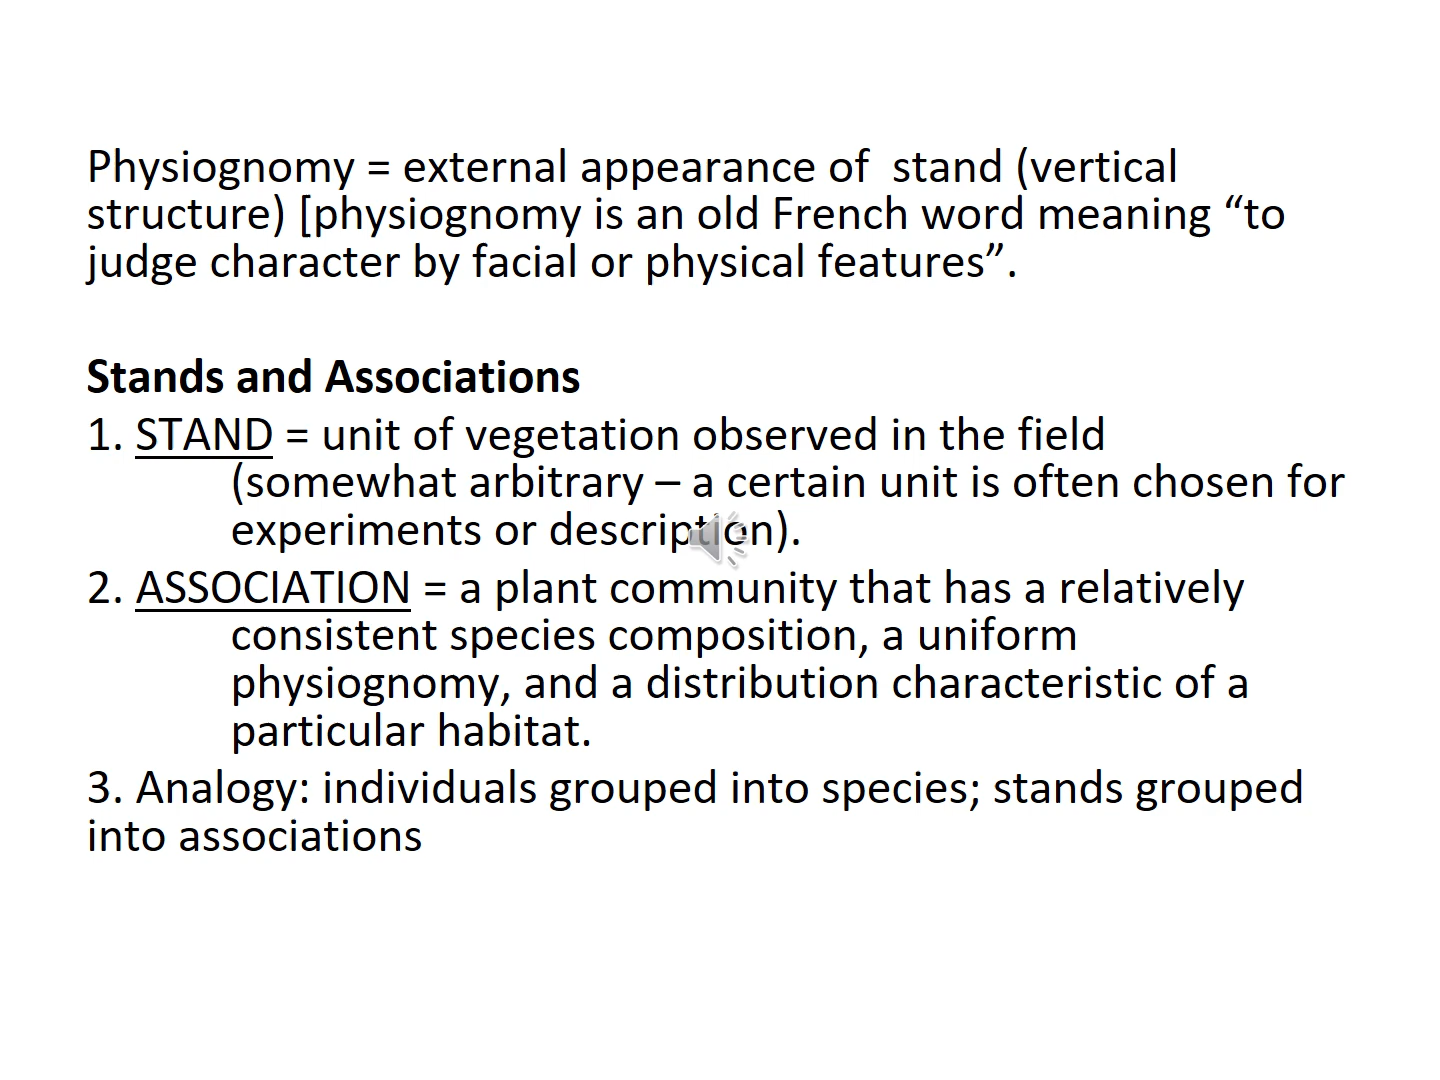 Physiognomy = external appearance of  stand (vertical
structure) [physiognomy is an old French word meaning “to
judge character by facial or physical features”.
Stands and Associations
1. STAND = unit of vegetation observed in the field
(somewhat arbitrary – a certain unit is often chosen for
experiments or description).
2. ASSOCIATION = a plant community that has a relatively
consistent species composition, a uniform
physiognomy, and a distribution characteristic of a
particular habitat.
3. Analogy: individuals grouped into species; stands grouped
into associations